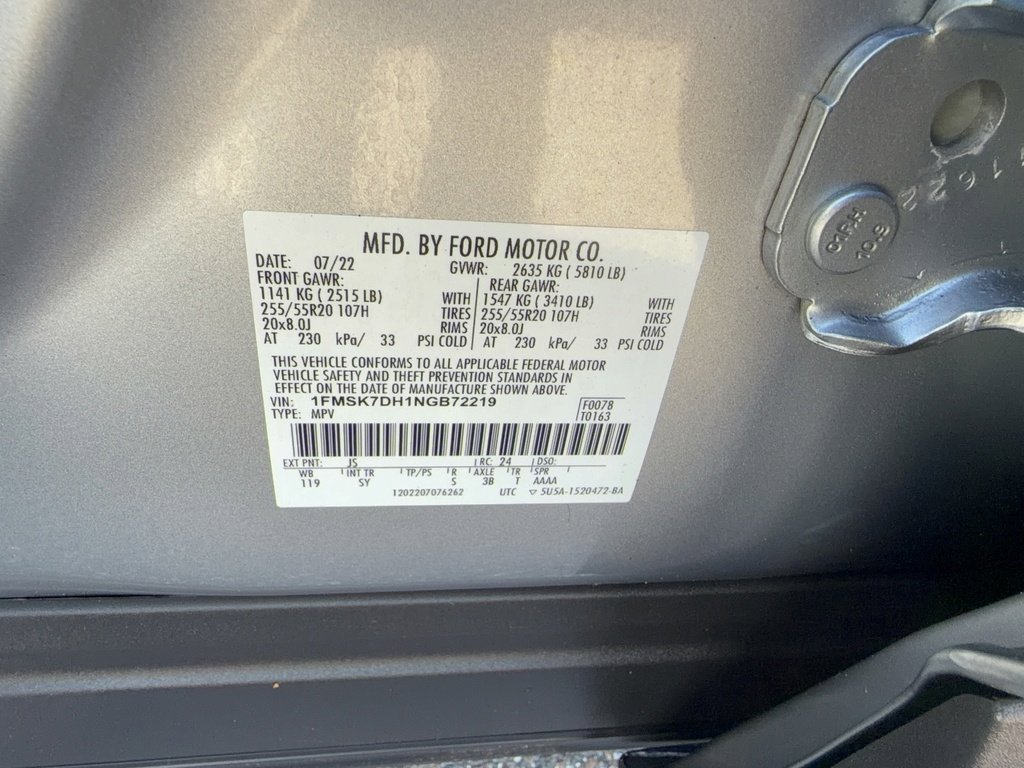 MFD. BY FORD MOTOR CO.
DATE: 07/22 GVWR: 2635 KG ( 5810 LB)
FRONT GAWR: REAR GAWR:
1141 KG ( 2515 LB) WITH 1547 KG ( 3410 LB) WITH
255/55R20 107H TIRES 255/55R20 107H TIRES
20x8.0J RIMS 20x8.0J RIMS
AT 230 kPa/ 33 PSI COLD AT 230 kPa/ 33 PSI COLD
THIS VEHICLE CONFORMS TO ALL APPLICABLE FEDERAL MOTOR
VEHICLE SAFETY AND THEFT PREVENTION STANDARDS IN
EFFECT ON THE DATE OF MANUFACTURE SHOWN ABOVE.
VIN: 1FMSK7DH1NGB72219 F0078
TYPE: MPV T0163
EXT PNT: JS RC: 24 DSO:
WB INT TR TP/PS R AXLE TR SPR
119 SY S 3B T AAAA
1202207076262 UTC ▽ 5U5A-1520472-BA
10.9